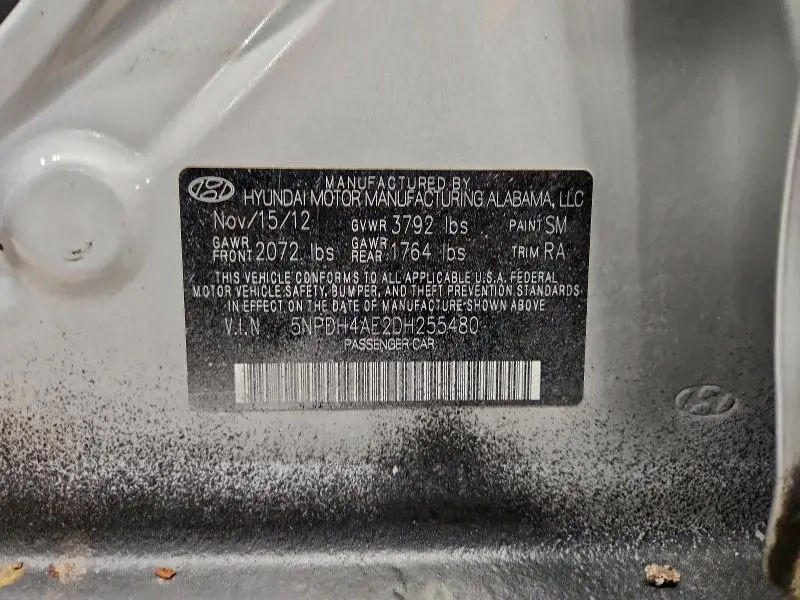 MANUFACTURED BY
HYUNDAI MOTOR MANUFACTURING ALABAMA, LLC
Nov/15/12 GVWR 3792 lbs PAINT SM
GAWR FRONT 2072 lbs GAWR REAR 1764 lbs TRIM RA
THIS VEHICLE CONFORMS TO ALL APPLICABLE U.S.A. FEDERAL
MOTOR VEHICLE SAFETY, BUMPER, AND THEFT PREVENTION STANDARDS
IN EFFECT ON THE DATE OF MANUFACTURE SHOWN ABOVE
V.I.N 5NPDH4AE2DH255480
PASSENGER CAR